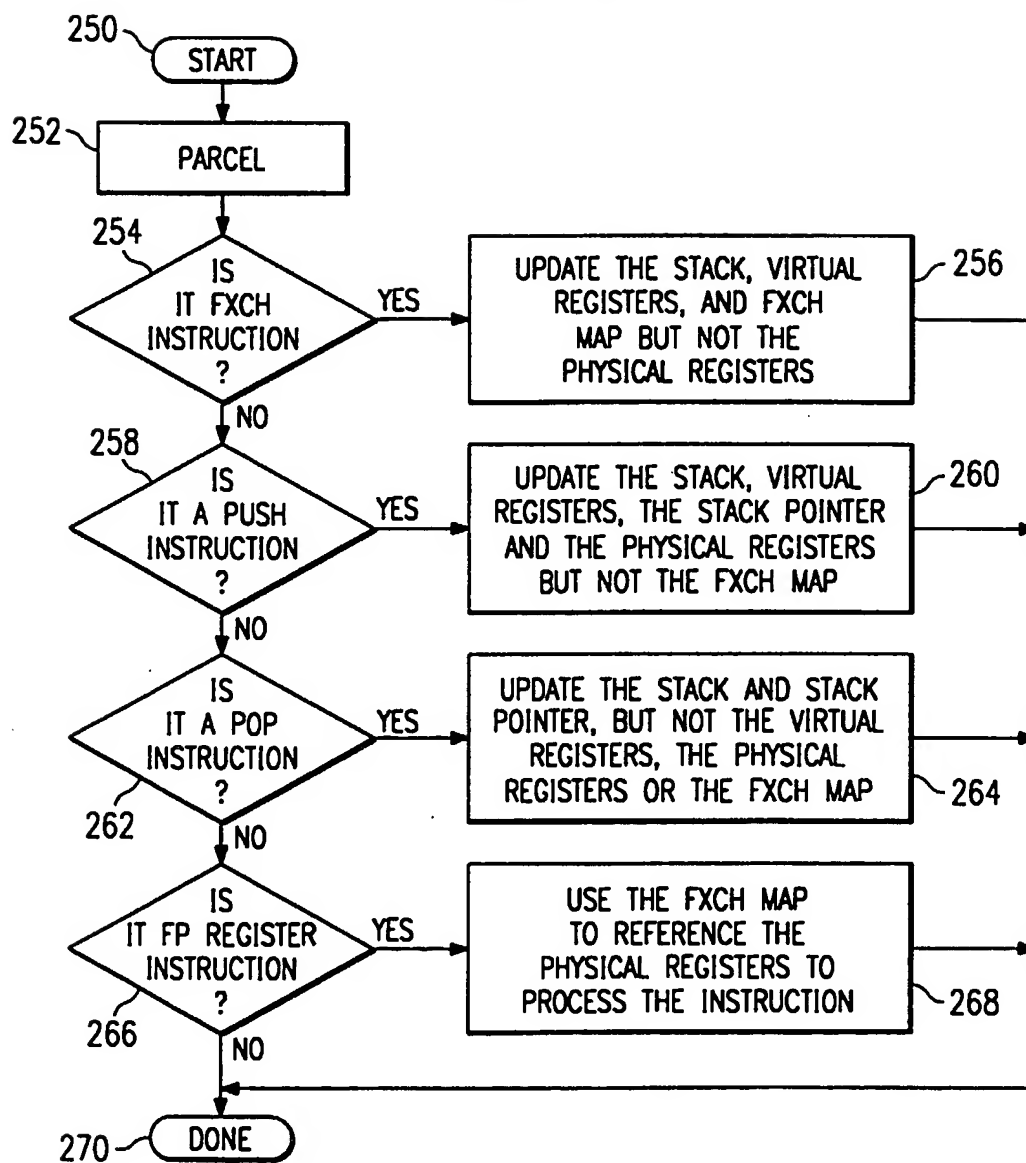 250
START
252
PARCEL
254
IS
IT FXCH
INSTRUCTION
?
YES
UPDATE THE STACK, VIRTUAL
REGISTERS, AND FXCH
MAP BUT NOT THE
PHYSICAL REGISTERS
256
NO
258
IS
IT A PUSH
INSTRUCTION
?
YES
UPDATE THE STACK, VIRTUAL
REGISTERS, THE STACK POINTER
AND THE PHYSICAL REGISTERS
BUT NOT THE FXCH MAP
260
NO
IS
IT A POP
INSTRUCTION
?
262
YES
UPDATE THE STACK AND STACK
POINTER, BUT NOT THE VIRTUAL
REGISTERS, THE PHYSICAL
REGISTERS OR THE FXCH MAP
264
NO
IS
IT FP REGISTER
INSTRUCTION
?
266
YES
USE THE FXCH MAP
TO REFERENCE THE
PHYSICAL REGISTERS TO
PROCESS THE INSTRUCTION
268
NO
270
DONE